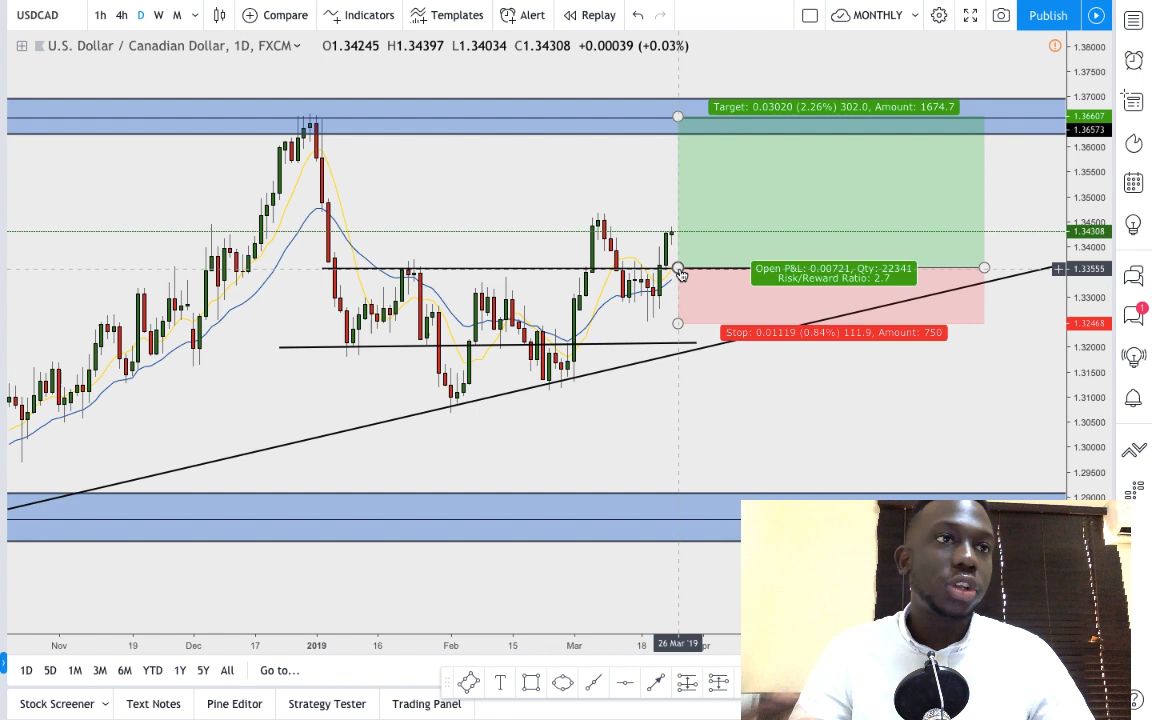 USDCAD 1h 4h D W M Compare Indicators Templates Alert Replay MONTHLY Publish
U.S. Dollar / Canadian Dollar, 1D, FXCM O1.34245 H1.34397 L1.34034 C1.34308 +0.00039 (+0.03%)
1.38000
1.37500
1.37000
Target: 0.03020 (2.26%) 302.0, Amount: 1674.7
1.36607
1.36573
1.36000
1.35500
1.35000
1.34500
1.34308
1.34000
Open P&L: 0.00721, Qty: 22341
Risk/Reward Ratio: 2.7
1.33555
1.33000
1.32468
Stop: 0.01119 (0.84%) 111.9, Amount: 750
1.32000
1.31500
1.31000
1.30500
1.30000
1.29500
1.29000
1
Nov 19 Dec 17 2019 16 Feb 15 Mar 18 26 Mar '19 pr
1D 5D 1M 3M 6M YTD 1Y 5Y All Go to...
Stock Screener Text Notes Pine Editor Strategy Tester Trading Panel